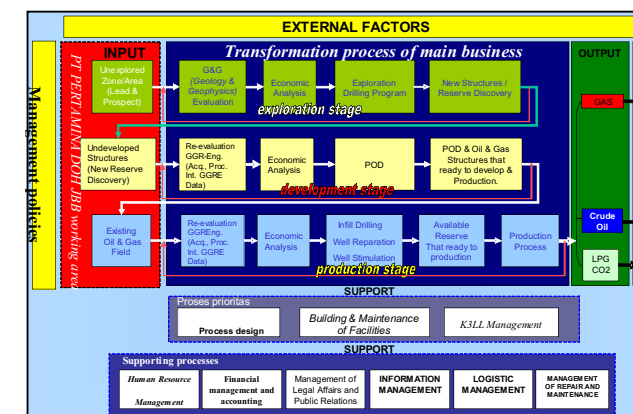 EXTERNAL FACTORS
Management policies
PT PERTAMINA DOH JBB working area
INPUT
Transformation process of main business
OUTPUT
Unexplored
Zone/Area
(Lead &
Prospect)
G&G
(Geology &
Geophysics)
Evaluation
Economic
Analysis
Exploration
Drilling Program
New Structures /
Reserve Discovery
exploration stage
GAS
Undeveloped
Structures
(New Reserve
Discovery)
Re-evaluation
GGR-Eng.
(Acq., Proc.
Int. GGRE
Data)
Economic
Analysis
POD
POD & Oil & Gas
Structures that
ready to develop &
Production.
development stage
Existing
Oil & Gas
Field
Re-evaluation
GGREng.
(Acq., Proc.
Int. GGRE
Data)
Economic
Analysis
Infill Drilling
Well Reparation
Well Stimulation
Available
Reserve
That ready to
production
Production
Process
production stage
Crude
Oil
LPG
CO2
SUPPORT
Proses prioritas
Process design
Building & Maintenance
of Facilities
K3LL Management
SUPPORT
Supporting processes
Human Resource
Management
Financial
management and
accounting
Management of
Legal Affairs and
Public Relations
INFORMATION
MANAGEMENT
LOGISTIC
MANAGEMENT
MANAGEMENT
OF REPAIR AND
MAINTENANCE